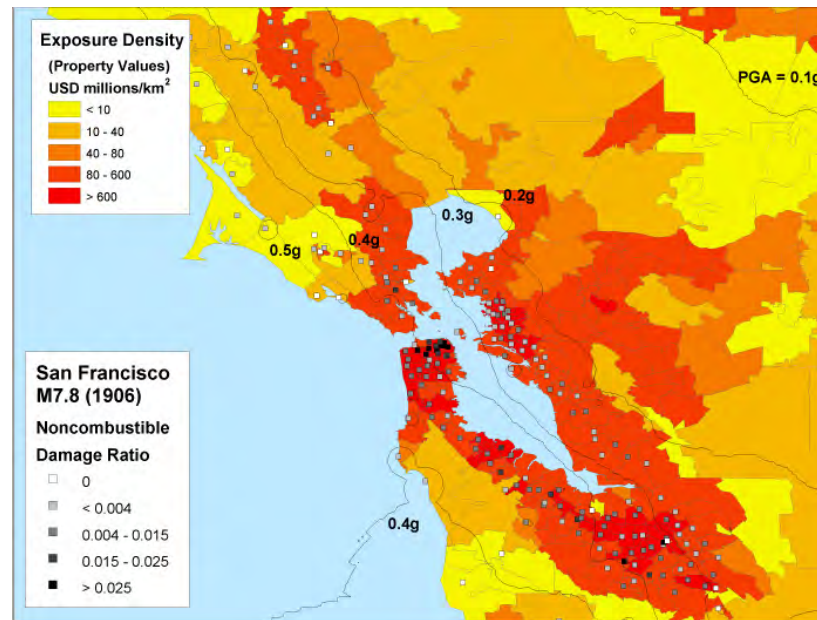 Exposure Density
(Property Values)
USD millions/km²
< 10
10 - 40
40 - 80
80 - 600
> 600
PGA = 0.1g
0.2g
0.3g
0.4g
0.5g
San Francisco
M7.8 (1906)
Noncombustible
Damage Ratio
0
< 0.004
0.004 - 0.015
0.015 - 0.025
> 0.025
0.4g